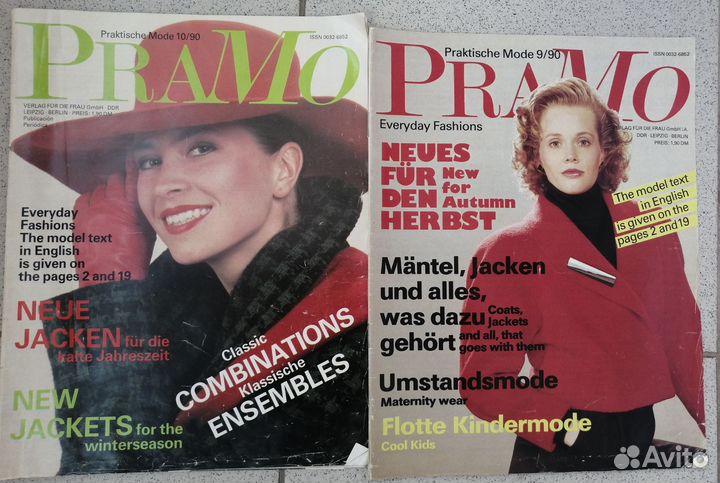 Praktische Mode 10/90
ISSN 0032-6852
PRAMO
VERLAG FÜR DIE FRAU GmbH · DDR
LEIPZIG · BERLIN · PREIS: 1,90 DM
Publicación
Everyday
Fashions
The model text
in English
is given on
the pages 2 and 19
NEUE
JACKEN für die
kalte Jahreszeit
NEW
JACKETS for the
winterseason
Classic
COMBINATIONS
Klassische
ENSEMBLES
Praktische Mode 9/90
ISSN 0032-6852
PRAMO
Everyday Fashions
VERLAG FÜR DIE FRAU GmbH i.A.
DDR · LEIPZIG · BERLIN
PREIS: 1,90 DM
NEUES
FÜR
DEN
HERBST
New
for
Autumn
The model text
in English
is given on the
pages 2 and 19
Mäntel, Jacken
und alles,
was dazu
gehört
Coats,
Jackets
and all, that
goes with them
Umstandsmode
Maternity wear
Flotte Kindermode
Cool Kids
Avito